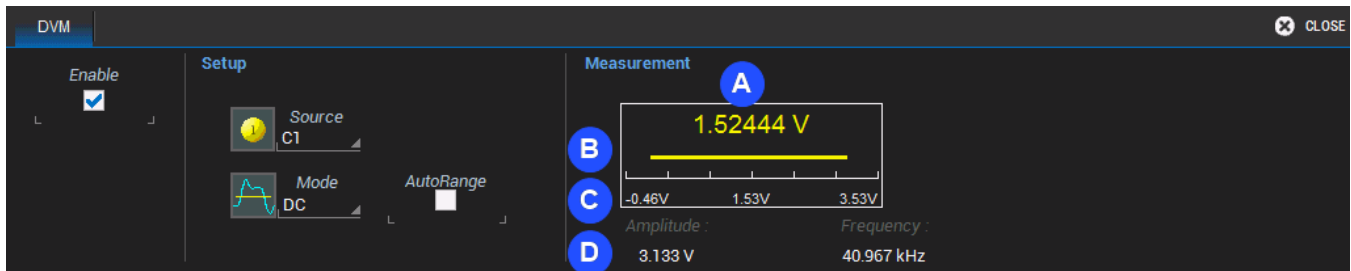 DVM
CLOSE
Enable
Setup
Source
1
C1
Mode
DC
AutoRange
Measurement
A
1.52444 V
B
C
-0.46V 1.53V 3.53V
Amplitude : Frequency :
D
3.133 V 40.967 kHz